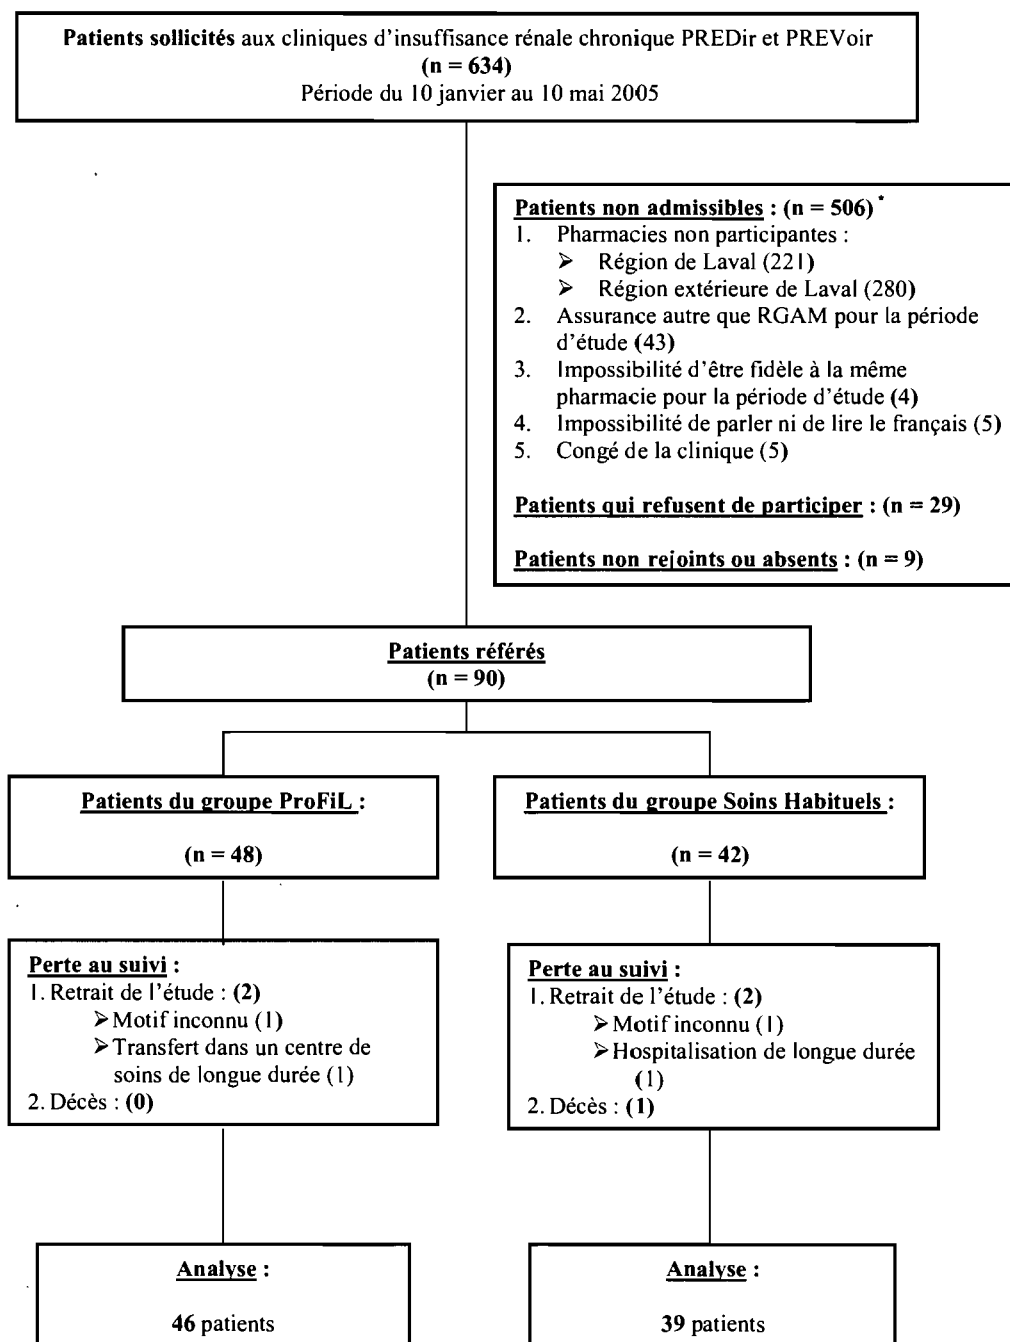 Patients sollicités aux cliniques d'insuffisance rénale chronique PREDir et PREVoir
(n = 634)
Période du 10 janvier au 10 mai 2005
Patients non admissibles : (n = 506) *
1. Pharmacies non participantes :
➢ Région de Laval (221)
➢ Région extérieure de Laval (280)
2. Assurance autre que RGAM pour la période
d'étude (43)
3. Impossibilité d'être fidèle à la même
pharmacie pour la période d'étude (4)
4. Impossibilité de parler ni de lire le français (5)
5. Congé de la clinique (5)
Patients qui refusent de participer : (n = 29)
Patients non rejoints ou absents : (n = 9)
Patients référés
(n = 90)
Patients du groupe ProFiL :
(n = 48)
Patients du groupe Soins Habituels :
(n = 42)
Perte au suivi :
1. Retrait de l'étude : (2)
➢ Motif inconnu (1)
➢ Transfert dans un centre de
soins de longue durée (1)
2. Décès : (0)
Perte au suivi :
1. Retrait de l'étude : (2)
➢ Motif inconnu (1)
➢ Hospitalisation de longue durée
(1)
2. Décès : (1)
Analyse :
46 patients
Analyse :
39 patients